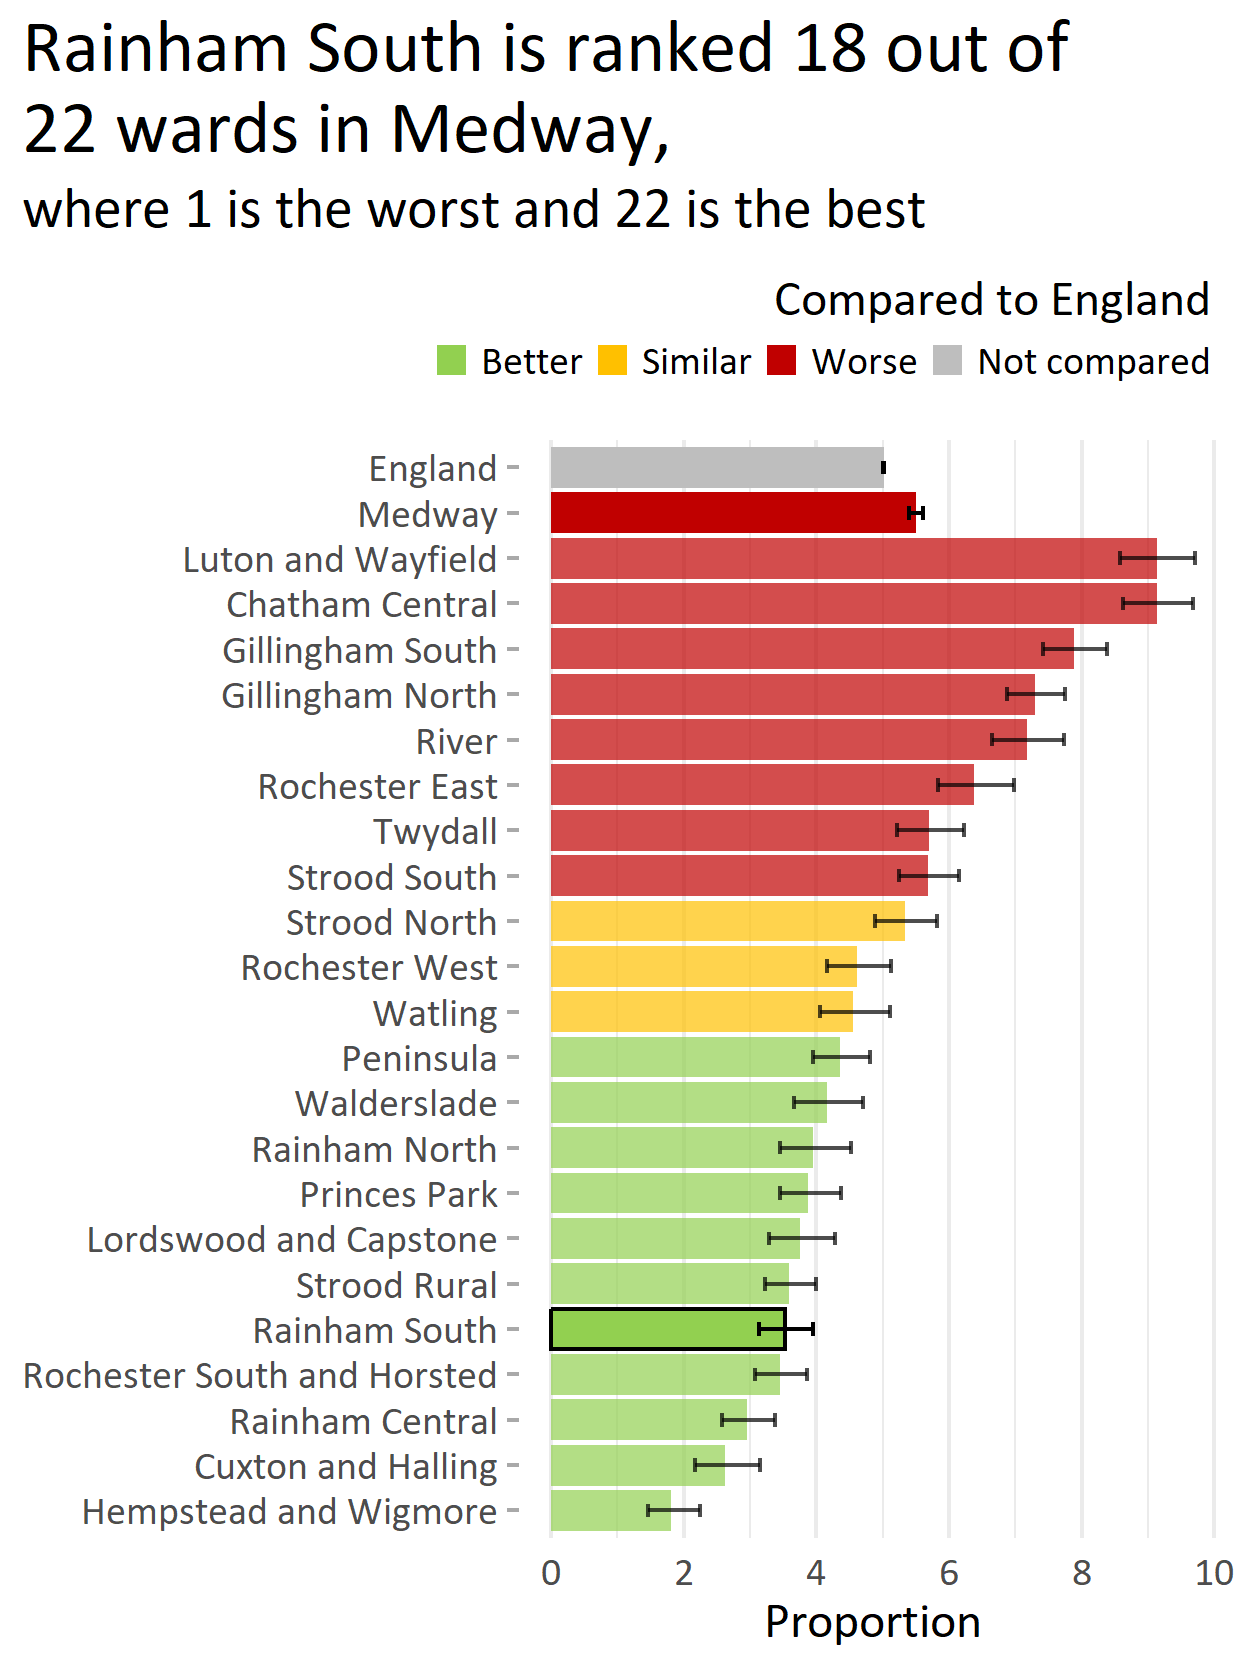 Rainham South is ranked 18 out of
22 wards in Medway,
where 1 is the worst and 22 is the best
Compared to England
Better Similar Worse Not compared
England
Medway
Luton and Wayfield
Chatham Central
Gillingham South
Gillingham North
River
Rochester East
Twydall
Strood South
Strood North
Rochester West
Watling
Peninsula
Walderslade
Rainham North
Princes Park
Lordswood and Capstone
Strood Rural
Rainham South
Rochester South and Horsted
Rainham Central
Cuxton and Halling
Hempstead and Wigmore
0 2 4 6 8 10
Proportion